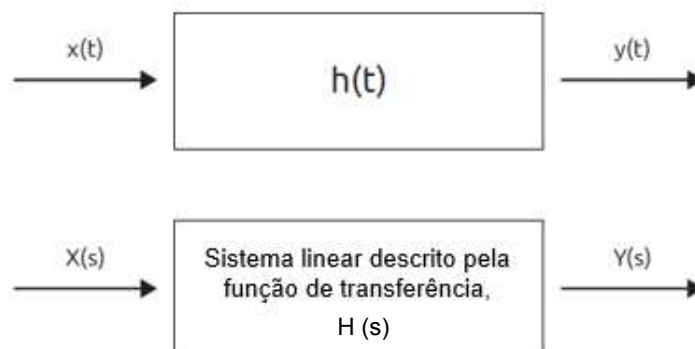 x(t)
h(t)
y(t)
X(s)
Sistema linear descrito pela
função de transferência,
H (s)
Y(s)